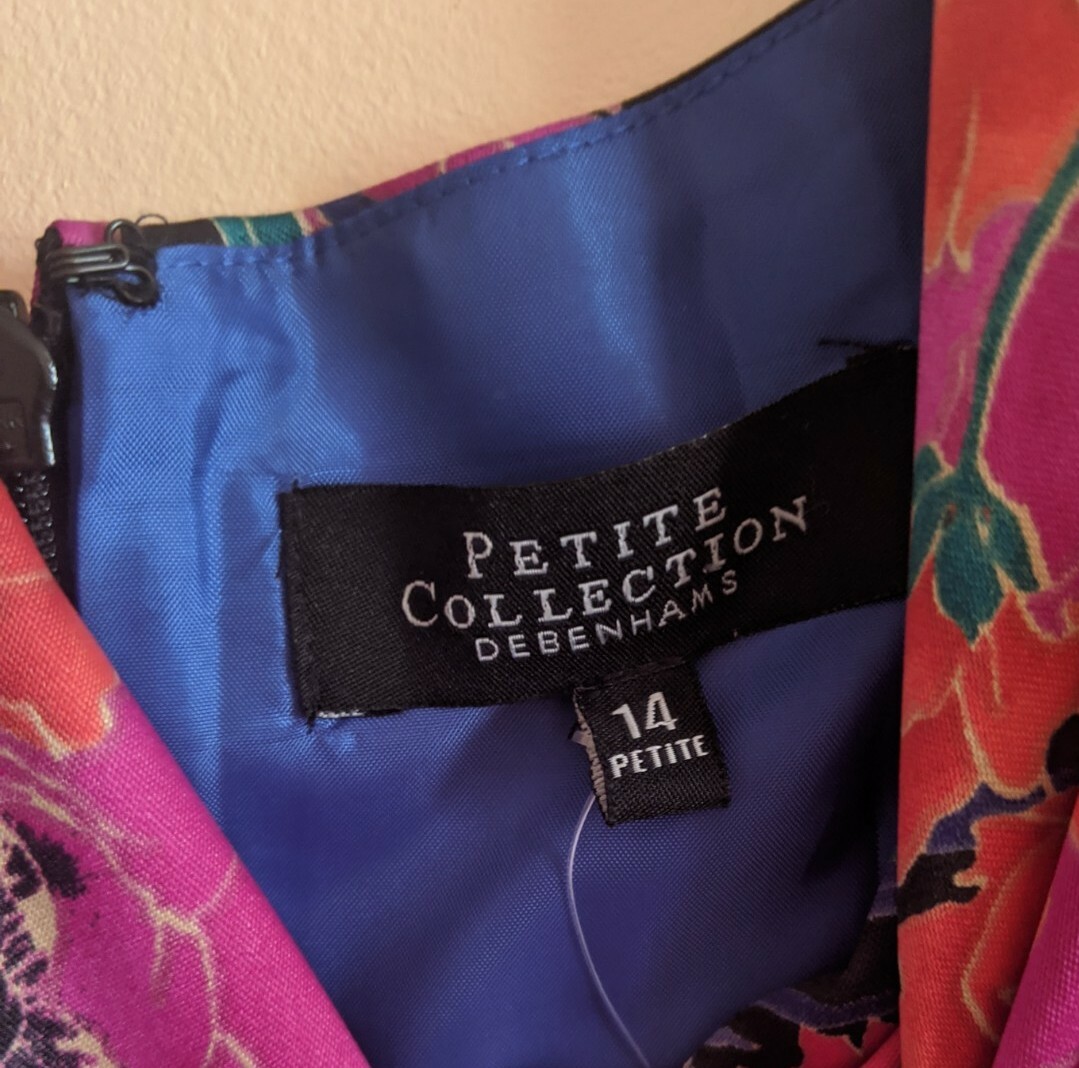 PETITE
COLLECTION
DEBENHAMS
14
PETITE